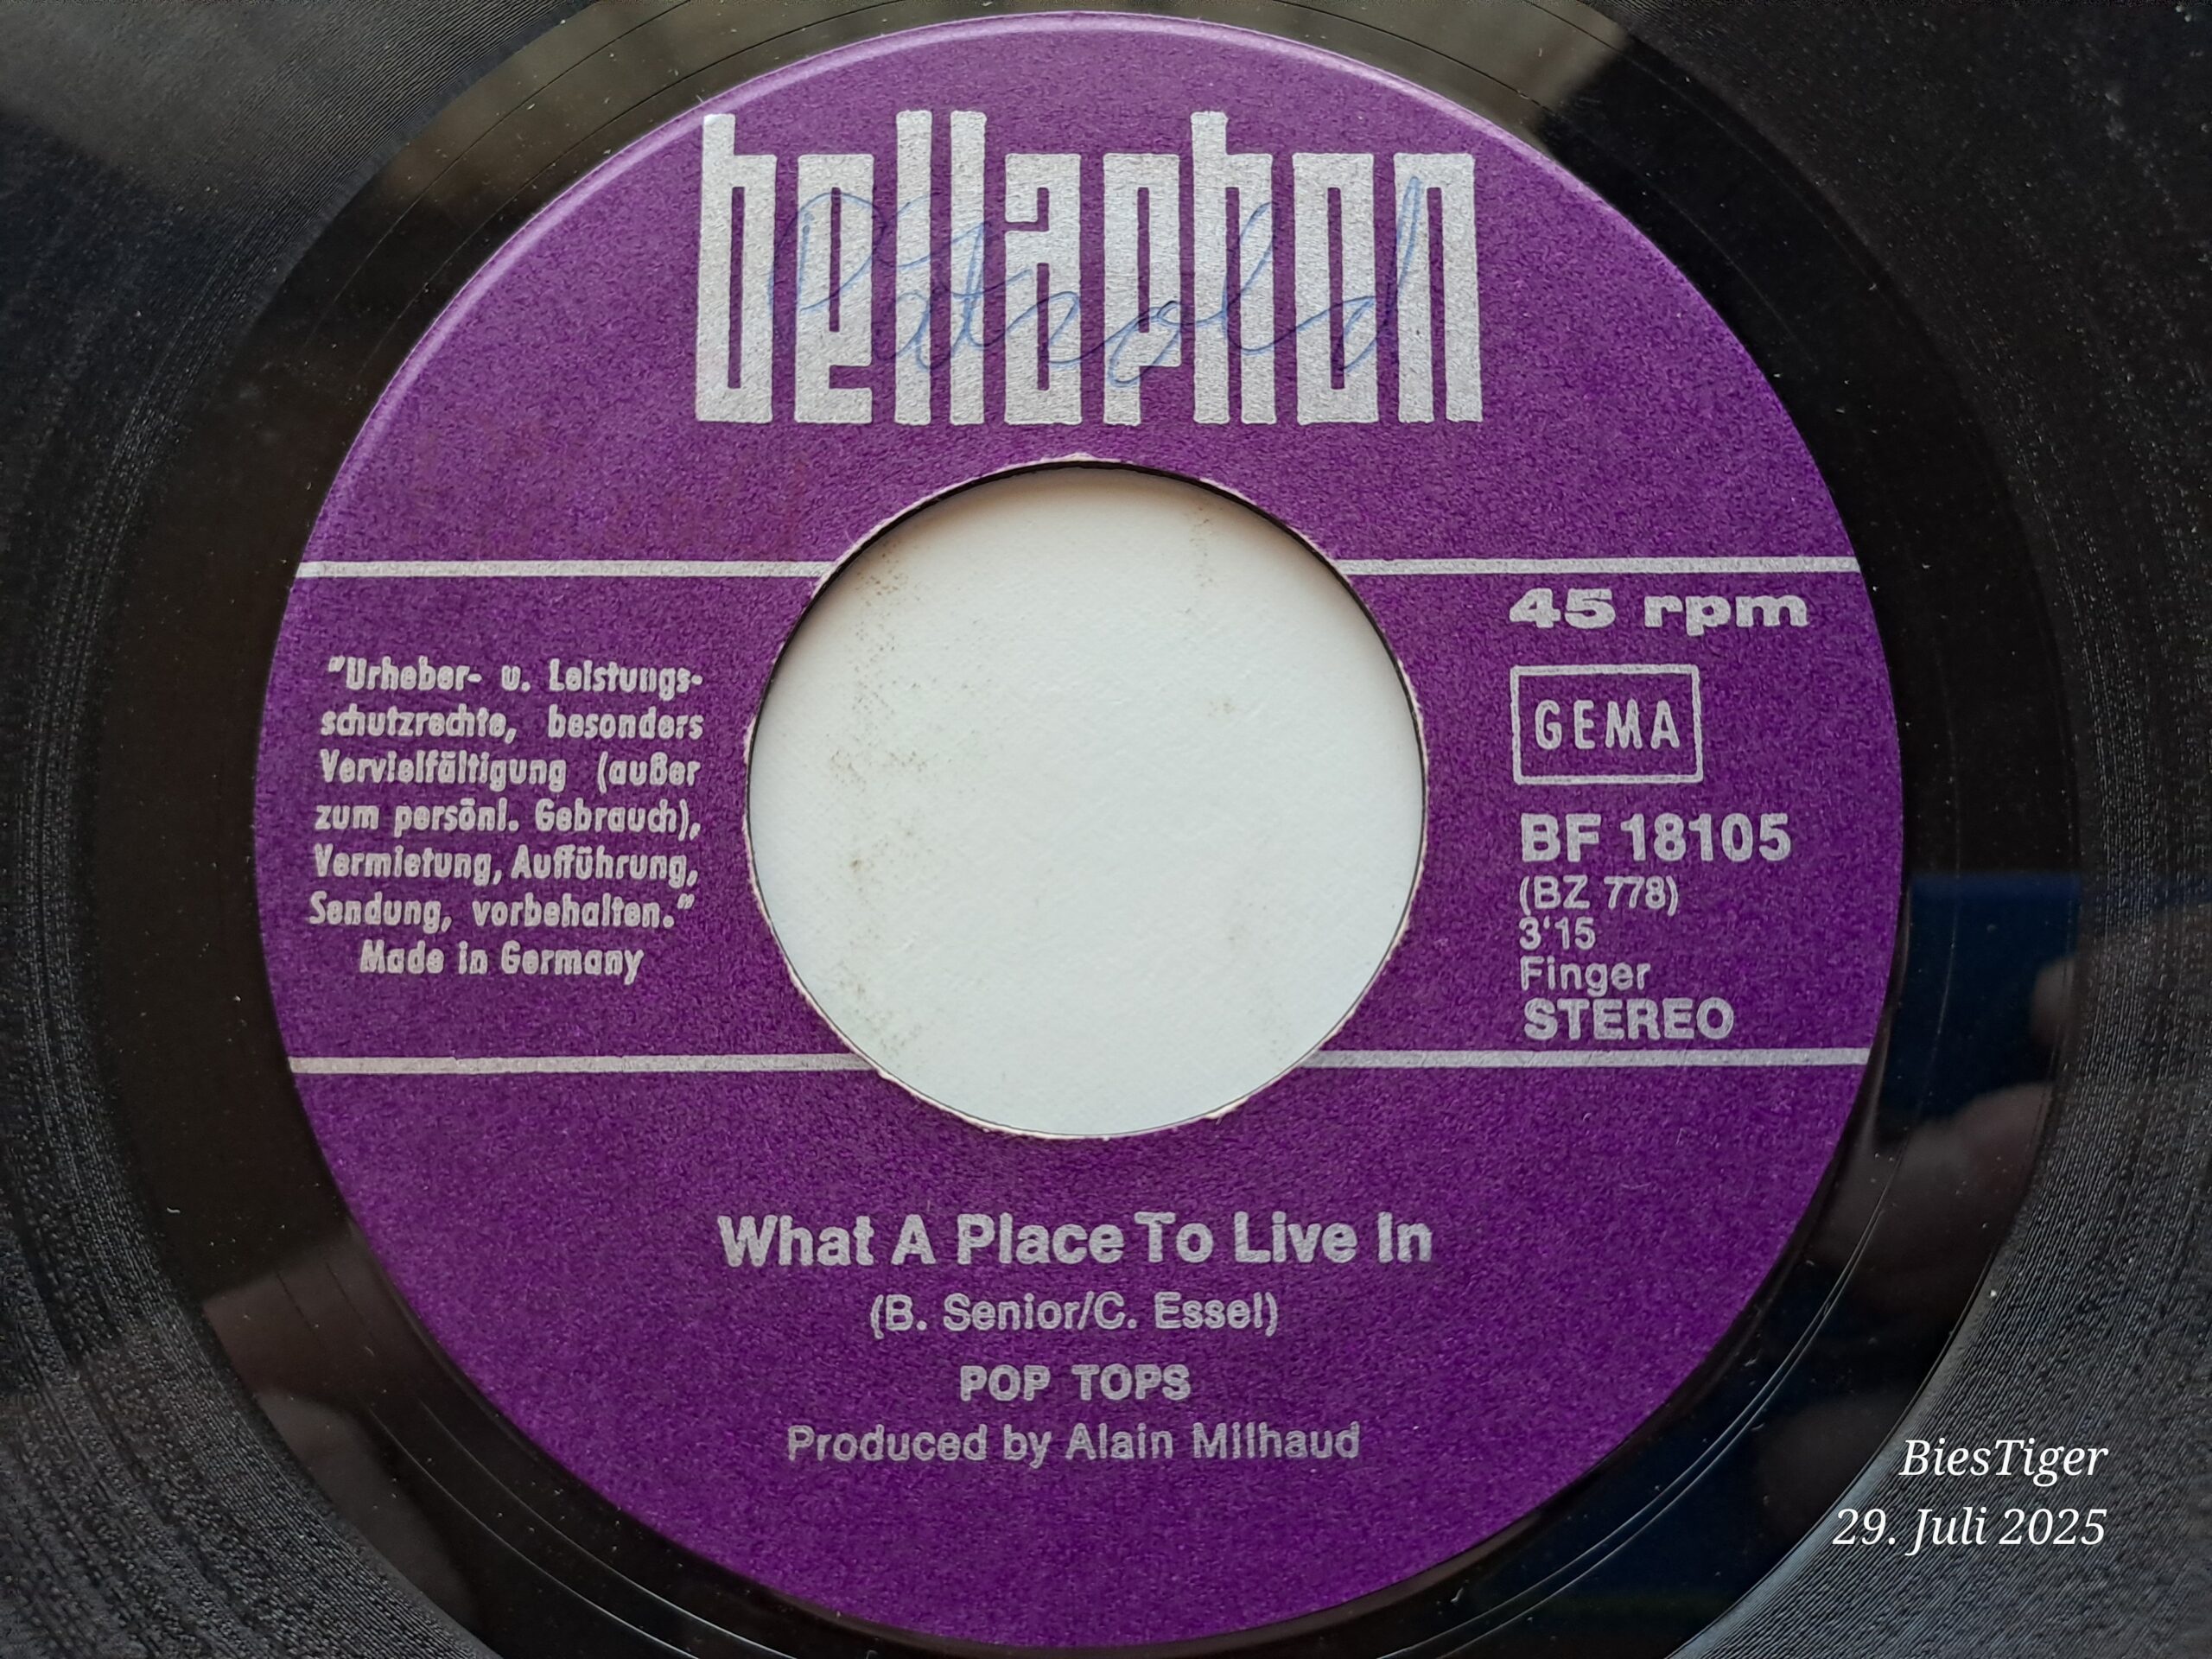 bellaphon
Petzold
"Urheber- u. Leistungs-
schutzrechte, besonders
Vervielfältigung (außer
zum persönl. Gebrauch),
Vermietung, Aufführung,
Sendung, vorbehalten."
Made in Germany
45 rpm
GEMA
BF 18105
(BZ 778)
3'15
Finger
STEREO
What A Place To Live In
(B. Senior/C. Essel)
POP TOPS
Produced by Alain Milhaud
BiesTiger
29. Juli 2025